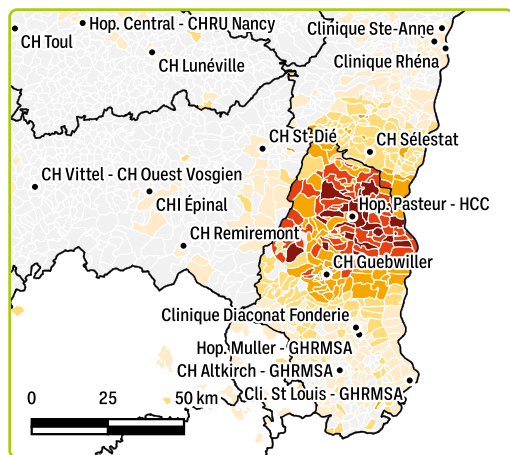 Hop. Central - CHRU Nancy
Clinique Ste-Anne
CH Toul
CH Lunéville
Clinique Rhéna
CH St-Dié
CH Sélestat
CH Vittel - CH Ouest Vosgien
CHI Épinal
Hop. Pasteur - HCC
CH Remiremont
CH Guebwiller
Clinique Diaconat Fonderie
Hop. Muller - GHRMSA
CH Altkirch - GHRMSA
Cli. St Louis - GHRMSA
0 25 50 km